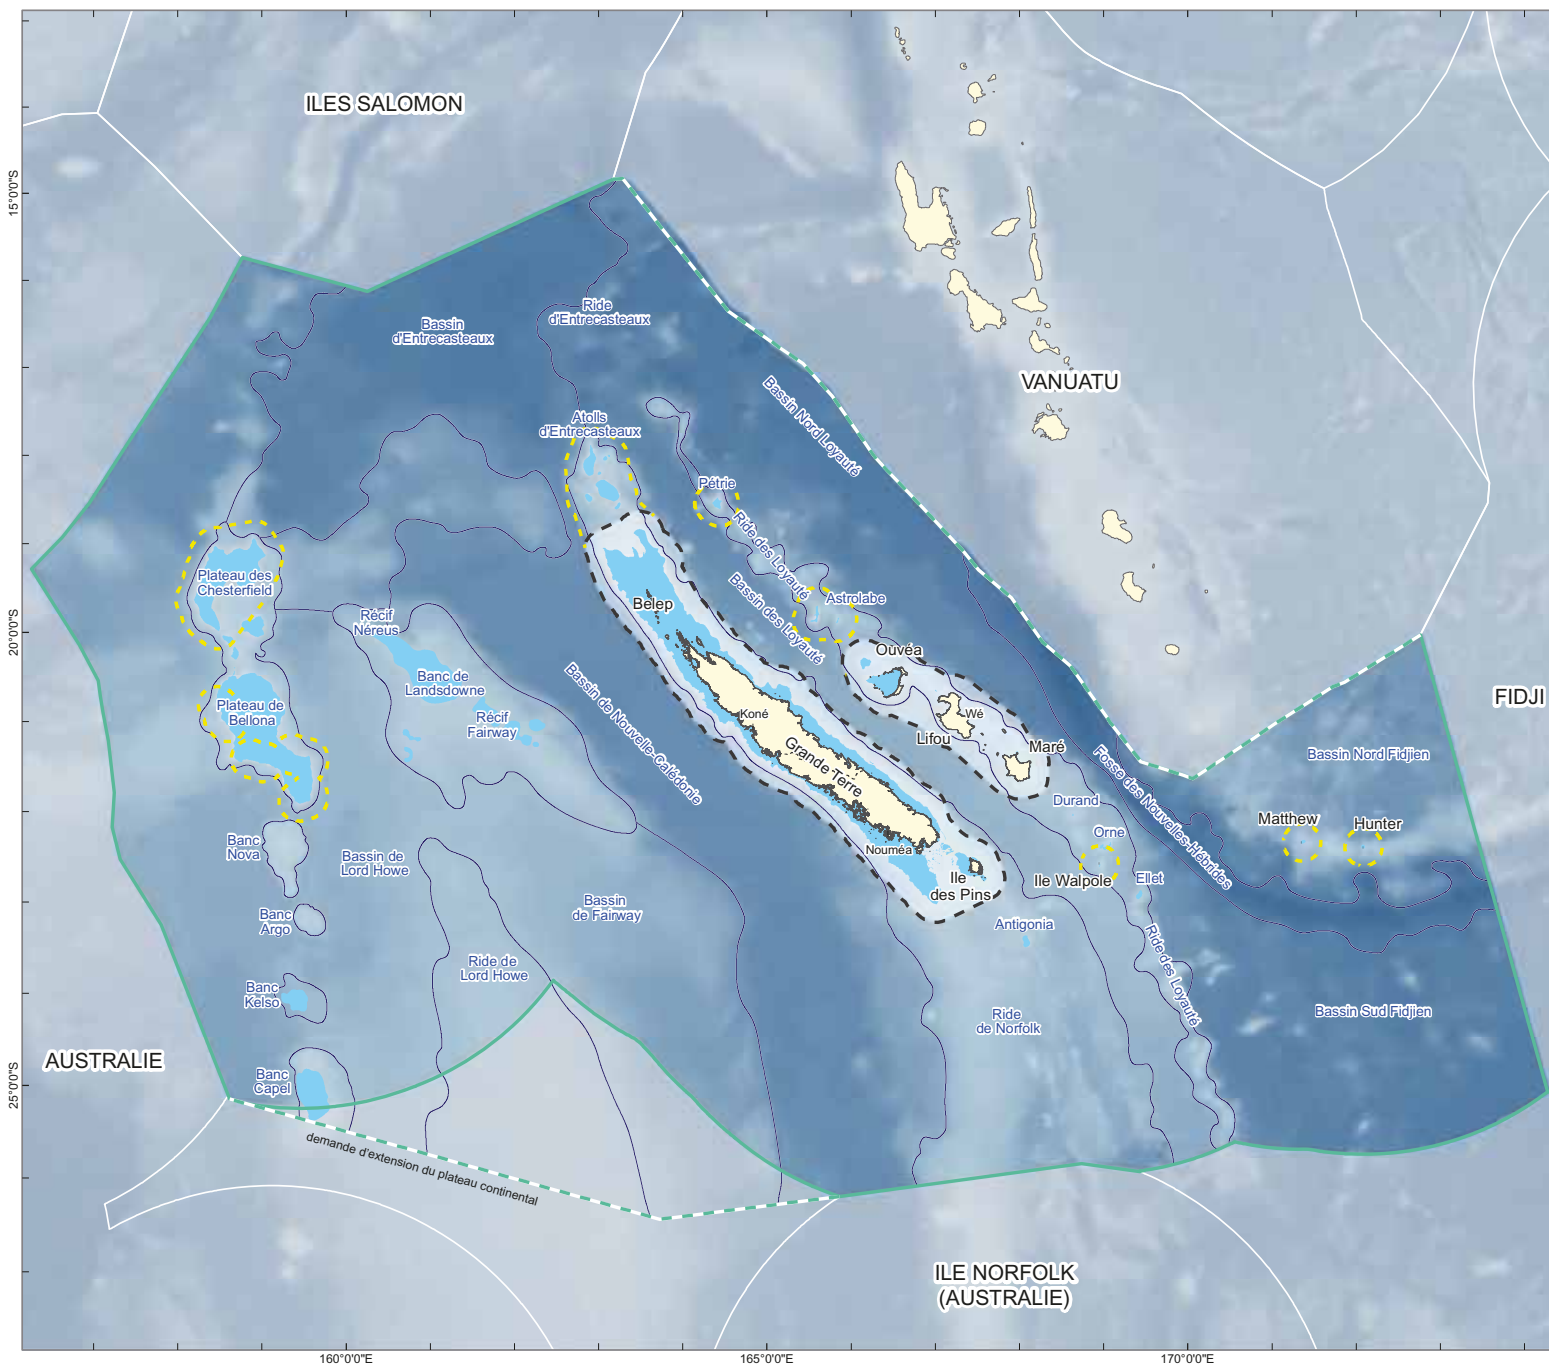 ILES SALOMON
15°0'0"S
Ride
d'Entrecasteaux
Bassin
d'Entrecasteaux
VANUATU
Bassin Nord Loyauté
Atolls
d'Entrecasteaux
Pétrie
Ride des Loyauté
Plateau des
Chesterfield
Bassin des Loyauté
Astrolabe
Belep
Récif
Néreus
20°0'0"S
Ouvéa
Banc de
Landsdowne
Bassin de Nouvelle-Calédonie
FIDJI
Plateau de
Bellona
Récif
Fairway
Koné
Wé
Lifou
Maré
Grande Terre
Fosse des Nouvelles-Hébrides
Bassin Nord Fidjien
Durand
Matthew
Hunter
Orne
Banc
Nova
Bassin de
Lord Howe
Nouméa
Ile
des Pins
Ile Walpole
Ellet
Bassin
de Fairway
Banc
Argo
Antigonia
Ride des Loyauté
Ride de
Lord Howe
Banc
Kelso
Ride
de Norfolk
Bassin Sud Fidjien
AUSTRALIE
Banc
Capel
25°0'0"S
demande d'extension du plateau continental
ILE NORFOLK
(AUSTRALIE)
160°0'0"E
165°0'0"E
170°0'0"E